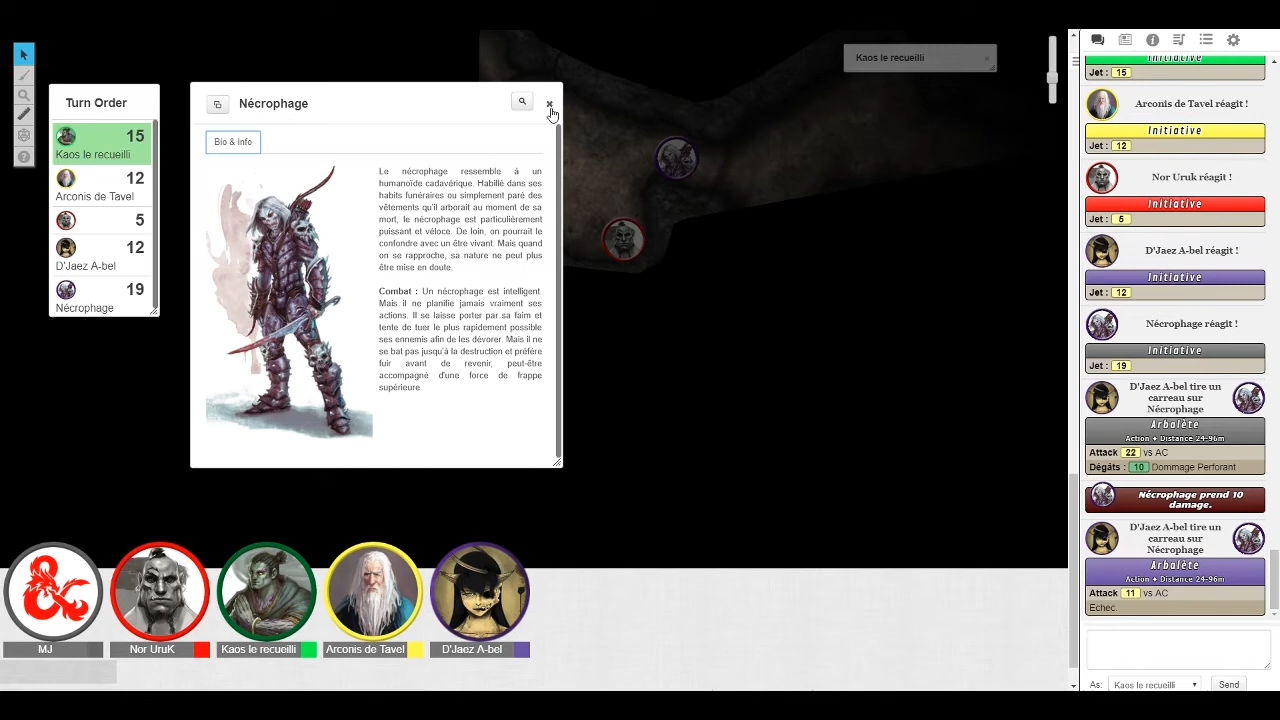 Turn Order
15
Kaos le recueilli
12
Arconis de Tavel
5
12
D'Jaez A-bel
19
Nécrophage
Nécrophage
Bio & Info
Le nécrophage ressemble à un
humanoïde cadavérique. Habillé dans ses
habits funéraires ou simplement paré des
vêtements qu'il arborait au moment de sa
mort, le nécrophage est particulièrement
puissant et véloce. De loin, on pourrait le
confondre avec un être vivant. Mais quand
on se rapproche, sa nature ne peut plus
être mise en doute.
Combat : Un nécrophage est intelligent.
Mais il ne planifie jamais vraiment ses
actions. Il se laisse porter par sa faim et
tente de tuer le plus rapidement possible
ses ennemis afin de les dévorer. Mais il ne
se bat pas jusqu'à la destruction et préfère
fuir avant de revenir, peut-être
accompagné d'une force de frappe
supérieure.
Kaos le recueilli
Initiative
Jet : 15
Arconis de Tavel réagit !
Initiative
Jet : 12
Nor Uruk réagit !
Initiative
Jet : 5
D'Jaez A-bel réagit !
Initiative
Jet : 12
Nécrophage réagit !
Initiative
Jet : 19
D'Jaez A-bel tire un
carreau sur
Nécrophage
Arbalète
Action ✦ Distance 24-96m
Attack 22 vs AC
Dégâts : 10 Dommage Perforant
Nécrophage prend 10
damage.
D'Jaez A-bel tire un
carreau sur
Nécrophage
Arbalète
Action ✦ Distance 24-96m
Attack 11 vs AC
Echec.
As: Kaos le recueilli
Send
MJ
Nor UruK
Kaos le recueilli
Arconis de Tavel
D'Jaez A-bel